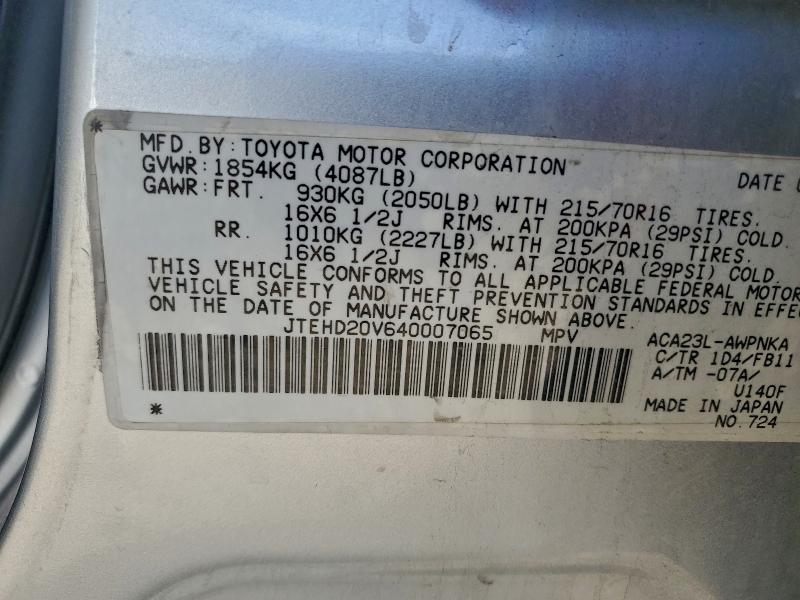 MFD.BY:TOYOTA MOTOR CORPORATION DATE
GVWR:1854KG (4087LB)
GAWR:FRT. 930KG (2050LB) WITH 215/70R16 TIRES.
16X6 1/2J RIMS. AT 200KPA (29PSI) COLD.
RR. 1010KG (2227LB) WITH 215/70R16 TIRES.
16X6 1/2J RIMS. AT 200KPA (29PSI) COLD.
THIS VEHICLE CONFORMS TO ALL APPLICABLE FEDERAL MOTOR
VEHICLE SAFETY AND THEFT PREVENTION STANDARDS IN EFFE
ON THE DATE OF MANUFACTURE SHOWN ABOVE.
JTEHD20V640007065 MPV ACA23L-AWPNKA
C/TR 1D4/FB11
A/TM -07A/
U140F
MADE IN JAPAN
NO.724